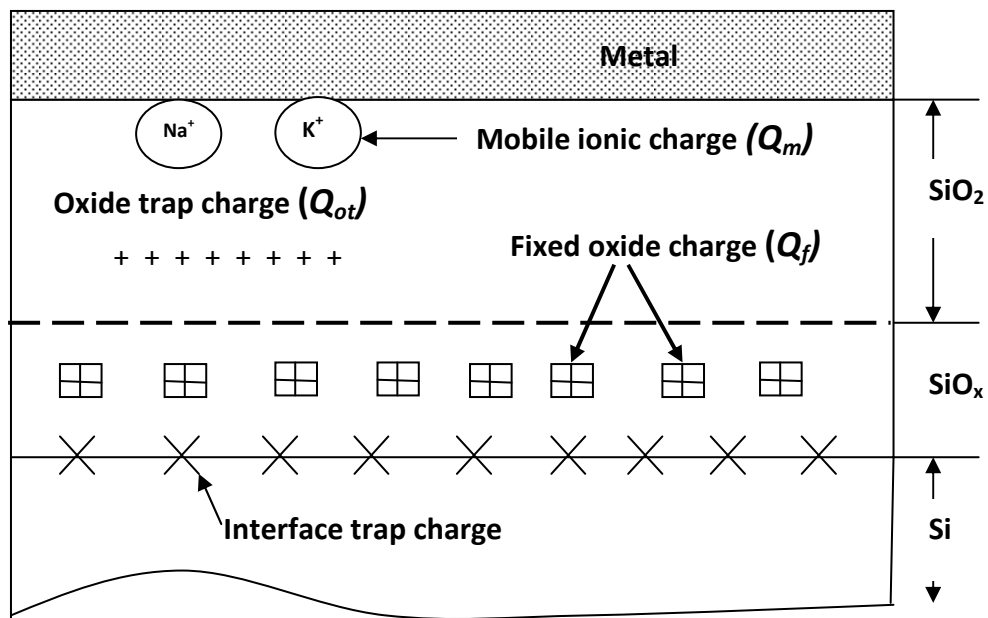 Metal
Na⁺
K⁺
Mobile ionic charge (Qₘ)
Oxide trap charge (Qₒₜ)
SiO₂
+ + + + + + + +
Fixed oxide charge (Q_f)
SiOₓ
Interface trap charge
Si